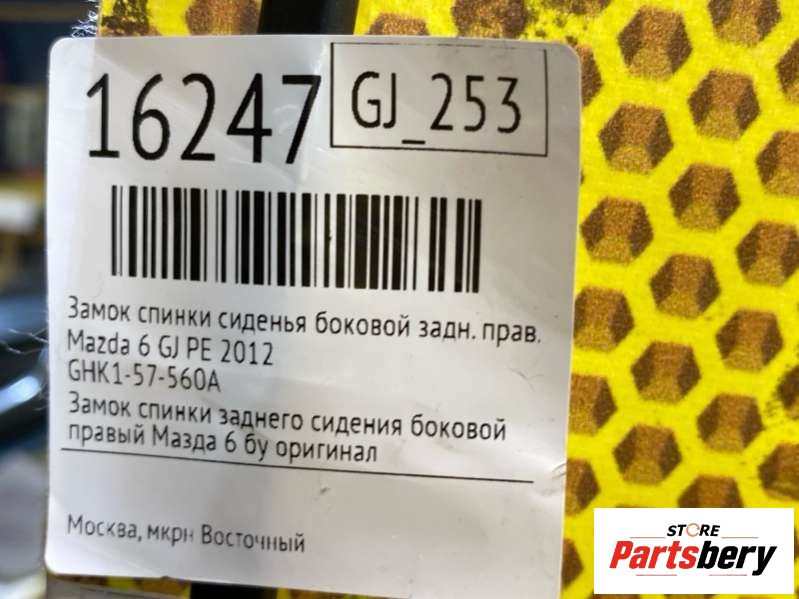 16247
GJ_253
Замок спинки сиденья боковой задн. прав.
Mazda 6 GJ PE 2012
GHK1-57-560A
Замок спинки заднего сидения боковой
правый Мазда 6 бу оригинал
Москва, мкрн Восточный
STORE
Partsbery